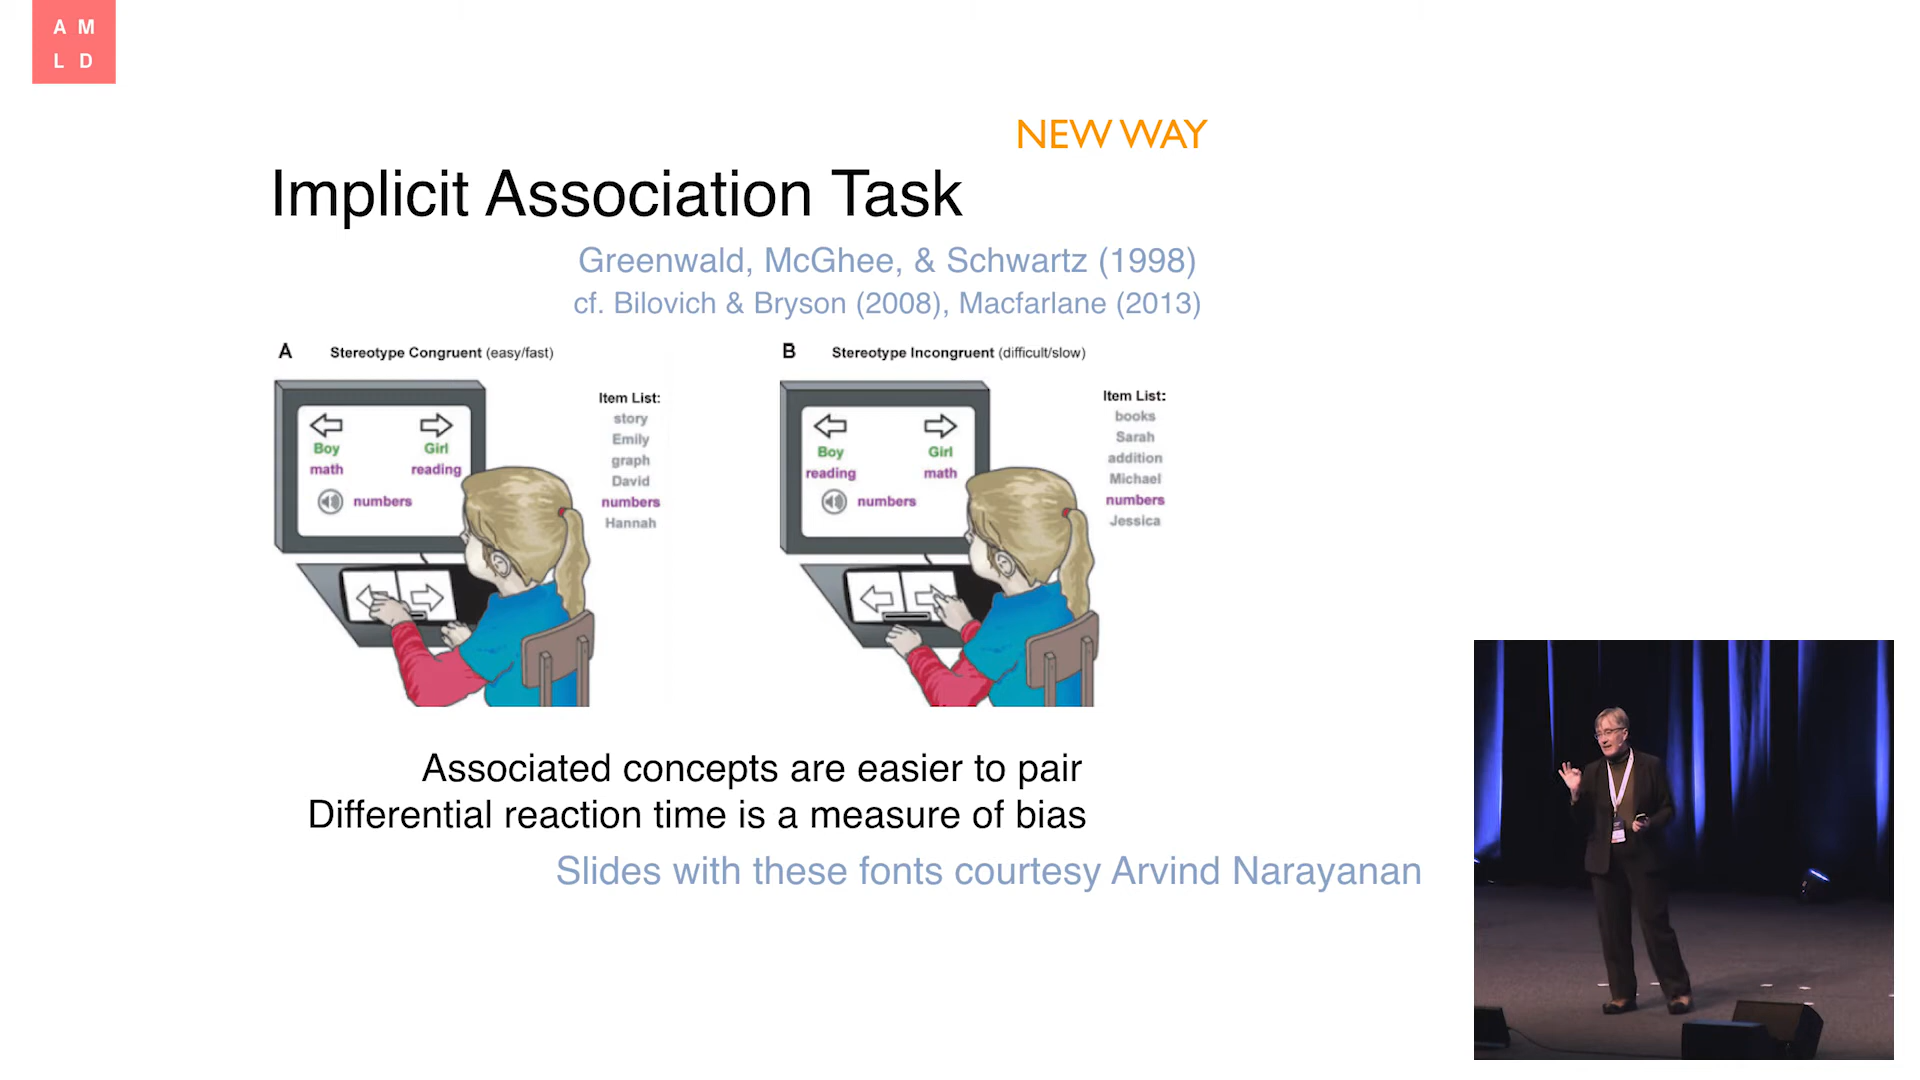 A M
L D
NEW WAY
Implicit Association Task
Greenwald, McGhee, & Schwartz (1998)
cf. Bilovich & Bryson (2008), Macfarlane (2013)
A Stereotype Congruent (easy/fast)
Boy Girl
math reading
numbers
Item List:
story
Emily
graph
David
numbers
Hannah
B Stereotype Incongruent (difficult/slow)
Boy Girl
reading math
numbers
Item List:
books
Sarah
addition
Michael
numbers
Jessica
Associated concepts are easier to pair
Differential reaction time is a measure of bias
Slides with these fonts courtesy Arvind Narayanan